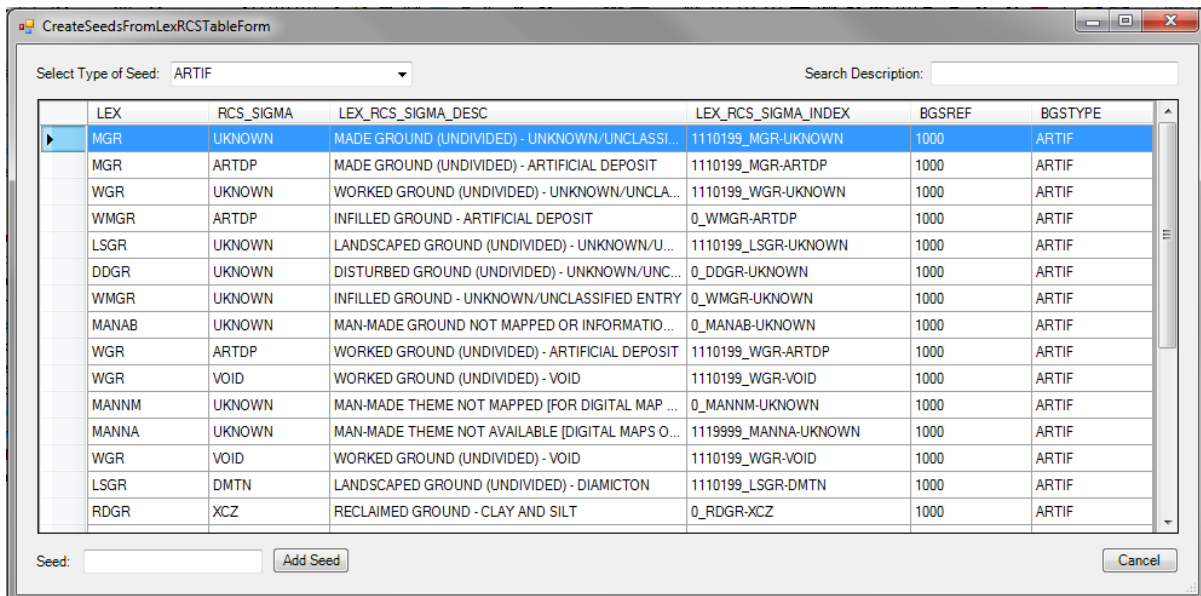 CreateSeedsFromLexRCSTableForm
Select Type of Seed: ARTIF Search Description:
LEX RCS_SIGMA LEX_RCS_SIGMA_DESC LEX_RCS_SIGMA_INDEX BGSREF BGSTYPE
MGR UKNOWN MADE GROUND (UNDIVIDED) - UNKNOWN/UNCLASSI... 1110199_MGR-UKNOWN 1000 ARTIF
MGR ARTDP MADE GROUND (UNDIVIDED) - ARTIFICIAL DEPOSIT 1110199_MGR-ARTDP 1000 ARTIF
WGR UKNOWN WORKED GROUND (UNDIVIDED) - UNKNOWN/UNCLA... 1110199_WGR-UKNOWN 1000 ARTIF
WMGR ARTDP INFILLED GROUND - ARTIFICIAL DEPOSIT 0_WMGR-ARTDP 1000 ARTIF
LSGR UKNOWN LANDSCAPED GROUND (UNDIVIDED) - UNKNOWN/U... 1110199_LSGR-UKNOWN 1000 ARTIF
DDGR UKNOWN DISTURBED GROUND (UNDIVIDED) - UNKNOWN/UNC... 0_DDGR-UKNOWN 1000 ARTIF
WMGR UKNOWN INFILLED GROUND - UNKNOWN/UNCLASSIFIED ENTRY 0_WMGR-UKNOWN 1000 ARTIF
MANAB UKNOWN MAN-MADE GROUND NOT MAPPED OR INFORMATIO... 0_MANAB-UKNOWN 1000 ARTIF
WGR ARTDP WORKED GROUND (UNDIVIDED) - ARTIFICIAL DEPOSIT 1110199_WGR-ARTDP 1000 ARTIF
WGR VOID WORKED GROUND (UNDIVIDED) - VOID 1110199_WGR-VOID 1000 ARTIF
MANNM UKNOWN MAN-MADE THEME NOT MAPPED [FOR DIGITAL MAP ... 0_MANNM-UKNOWN 1000 ARTIF
MANNA UKNOWN MAN-MADE THEME NOT AVAILABLE [DIGITAL MAPS O... 1119999_MANNA-UKNOWN 1000 ARTIF
WGR VOID WORKED GROUND (UNDIVIDED) - VOID 1110199_WGR-VOID 1000 ARTIF
LSGR DMTN LANDSCAPED GROUND (UNDIVIDED) - DIAMICTON 1110199_LSGR-DMTN 1000 ARTIF
RDGR XCZ RECLAIMED GROUND - CLAY AND SILT 0_RDGR-XCZ 1000 ARTIF
Seed: Add Seed Cancel